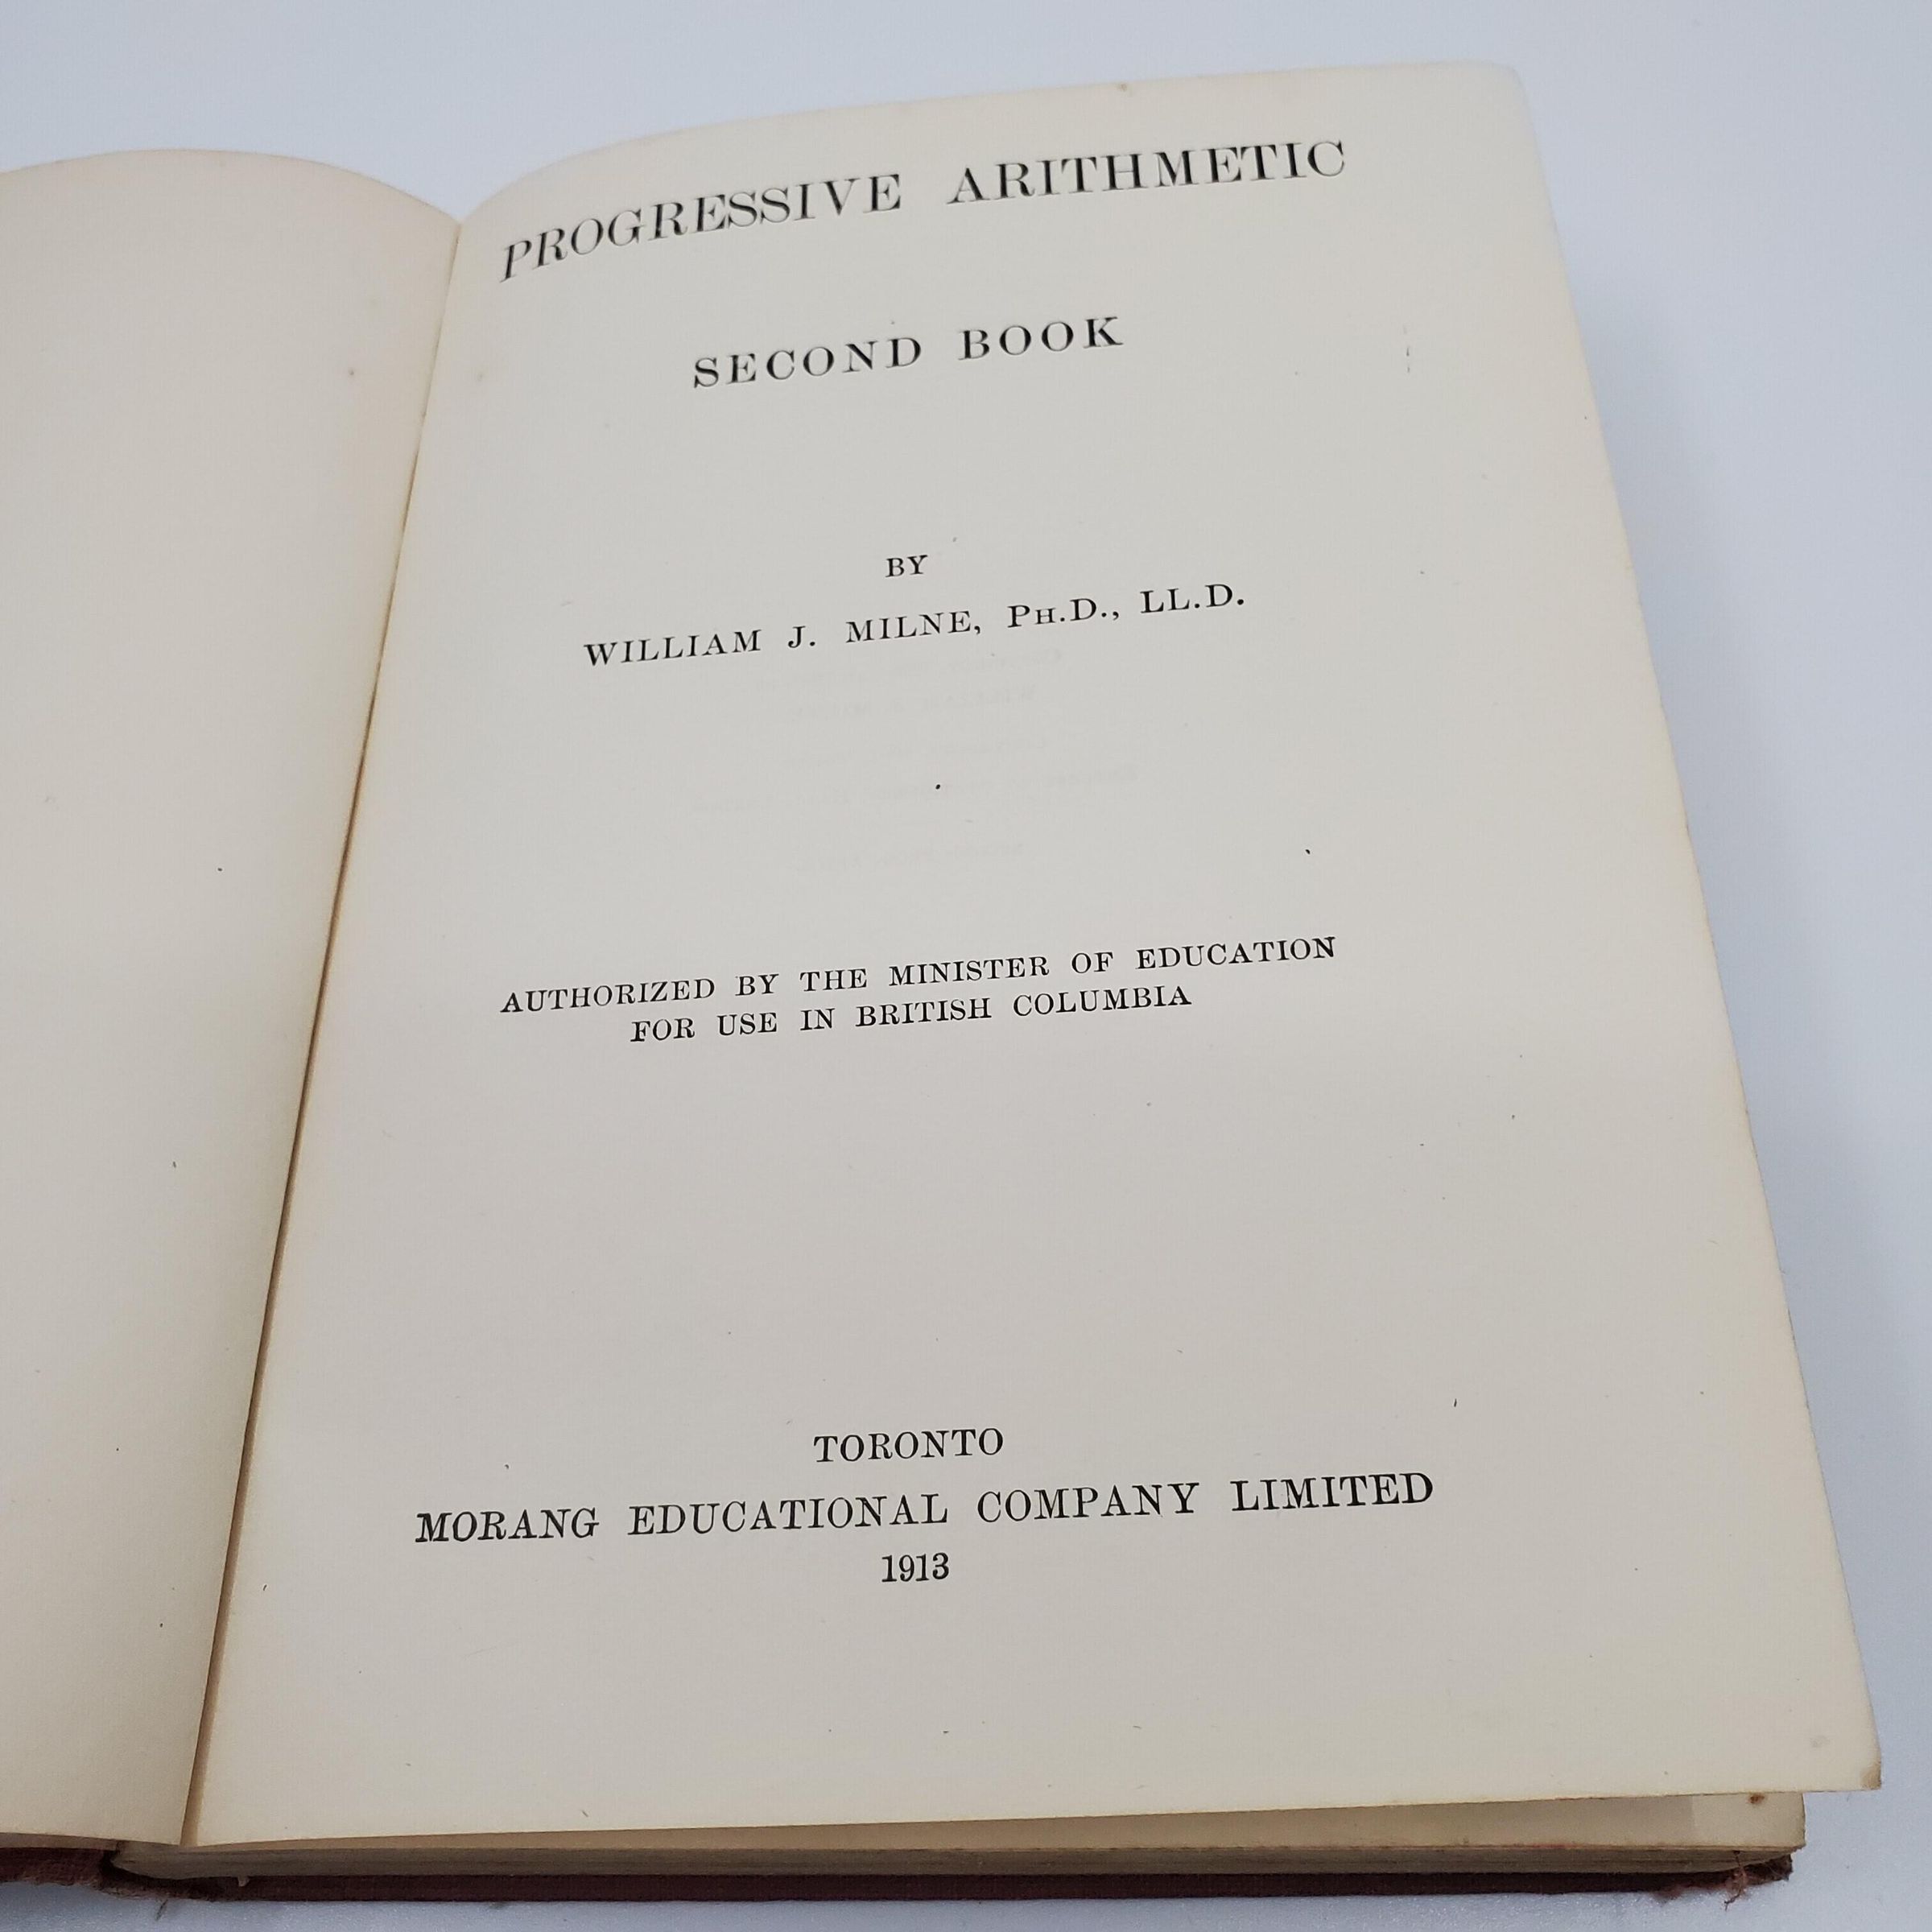 PROGRESSIVE ARITHMETIC
SECOND BOOK
BY
WILLIAM J. MILNE, PH.D., LL.D.
AUTHORIZED BY THE MINISTER OF EDUCATION
FOR USE IN BRITISH COLUMBIA
TORONTO
MORANG EDUCATIONAL COMPANY LIMITED
1913